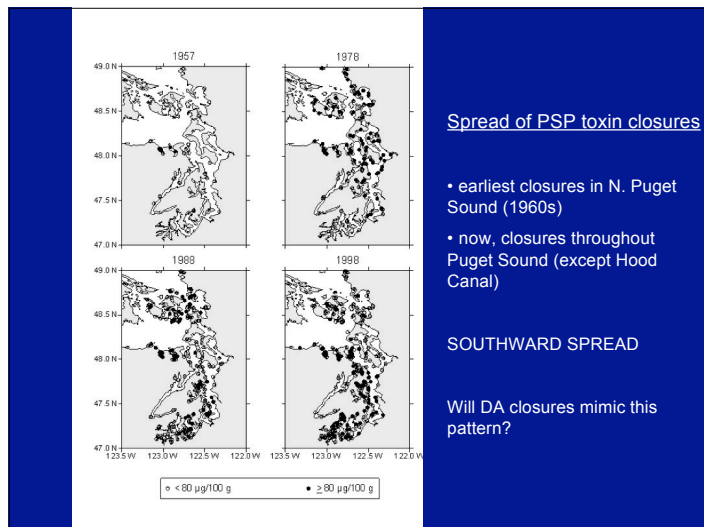 1957
1978
49.0 N
48.5 N
48.0 N
47.5 N
47.0 N
1988
1998
49.0 N
48.5 N
48.0 N
47.5 N
47.0 N
123.5 W 123.0 122.5 122.0 W
123.5 W 123.0 122.5 122.0 W
< 80 µg/100 g
≥ 80 µg/100 g
Spread of PSP toxin closures
• earliest closures in N. Puget
Sound (1960s)
• now, closures throughout
Puget Sound (except Hood
Canal)
SOUTHWARD SPREAD
Will DA closures mimic this
pattern?